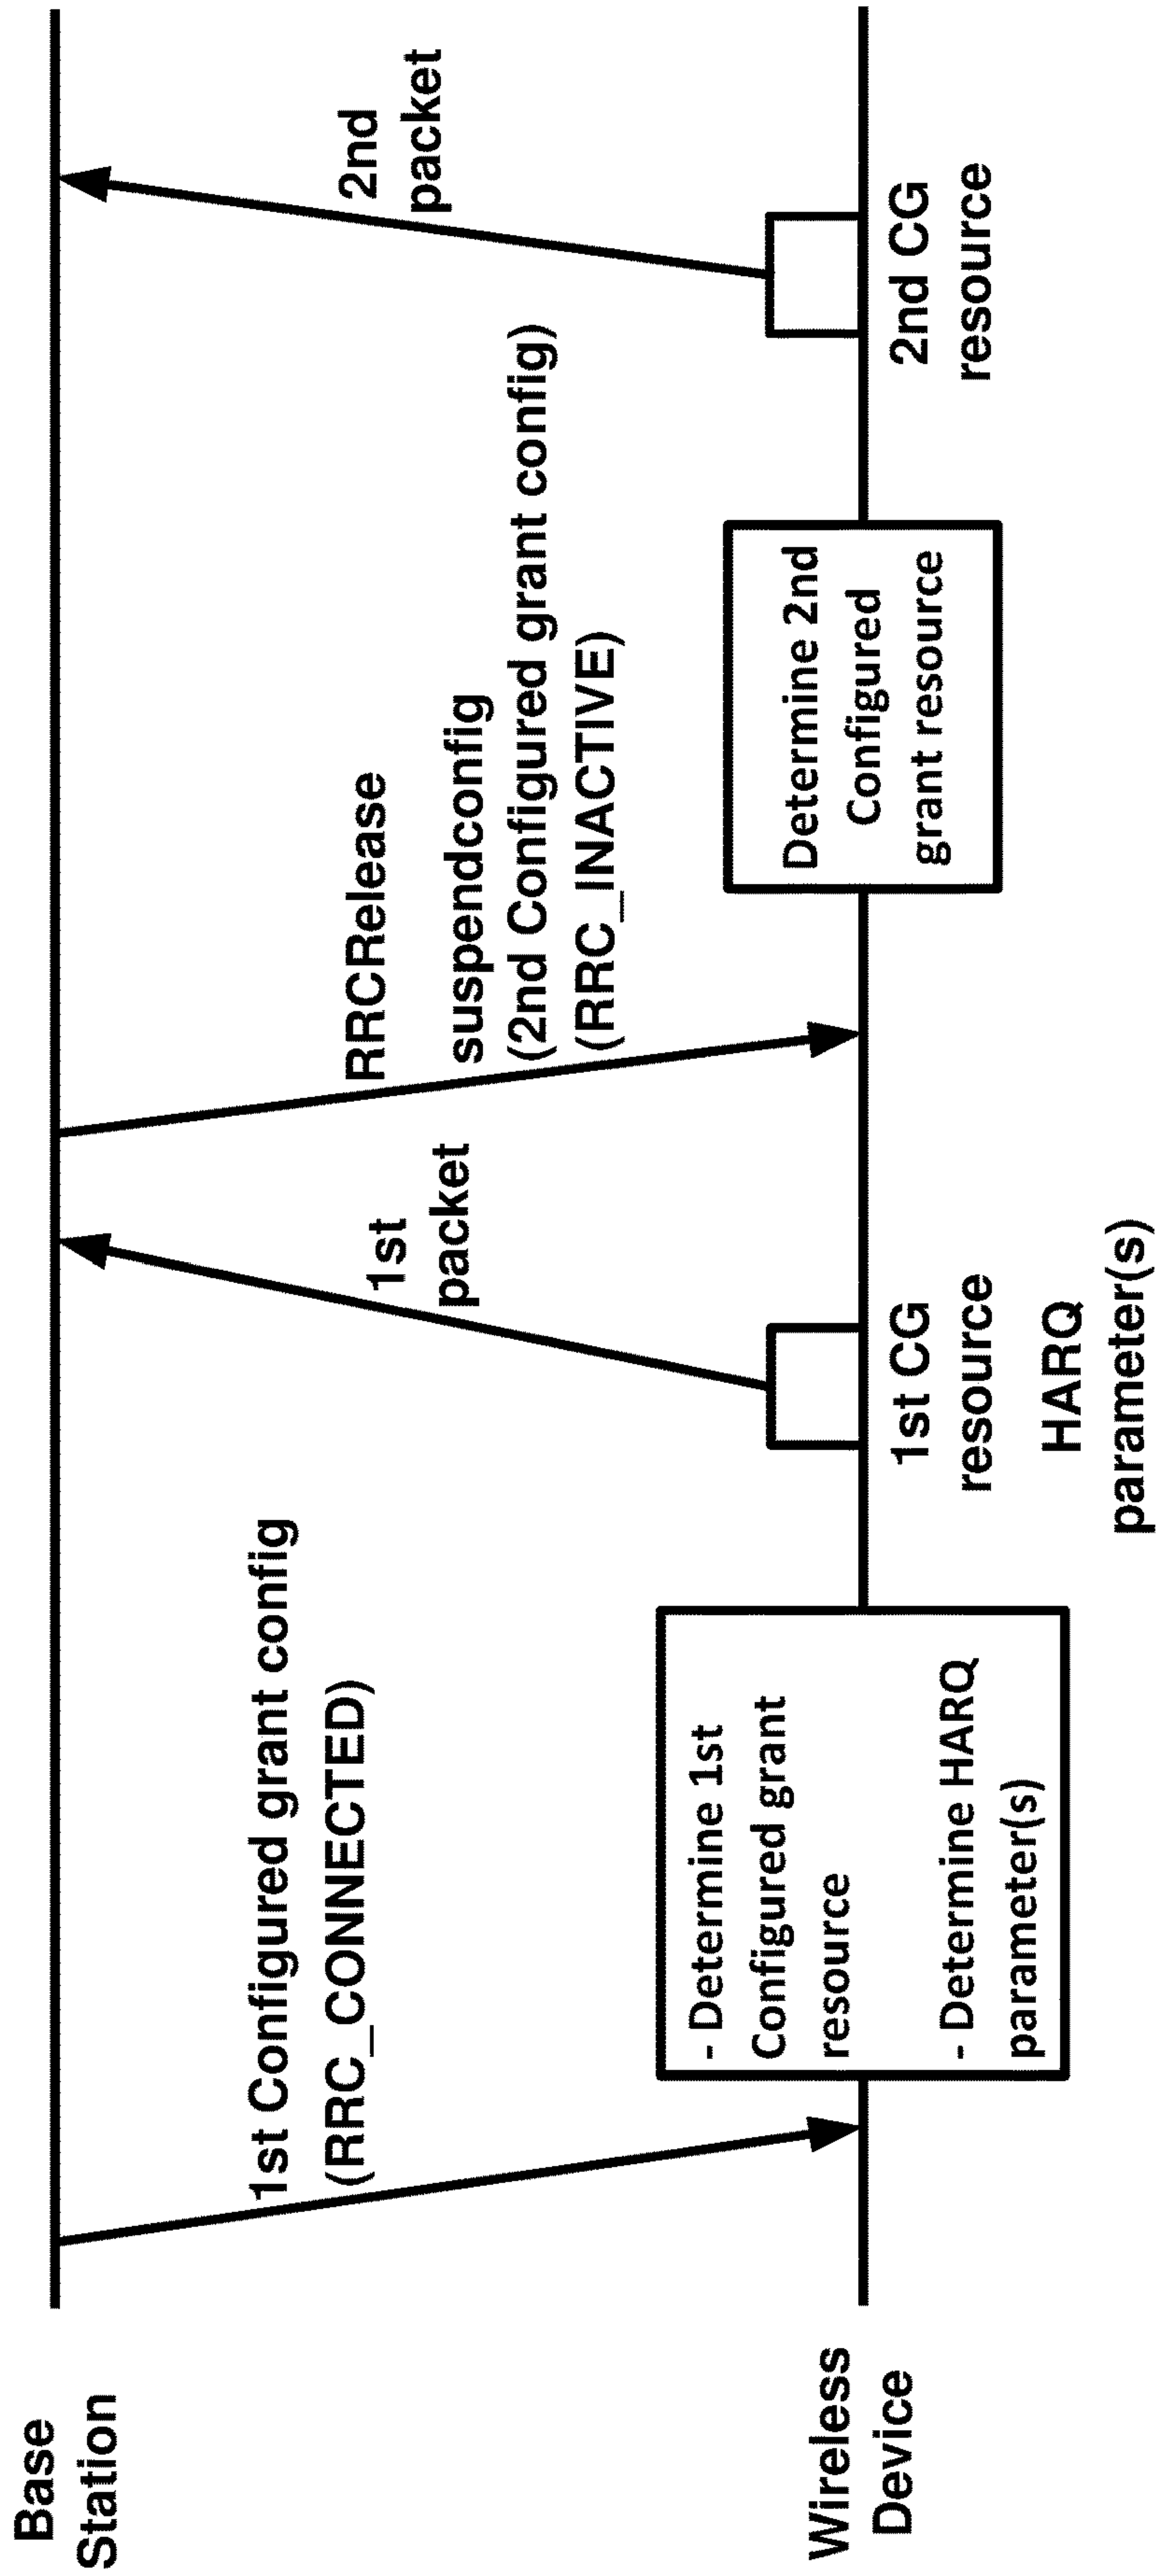 Base
Station
Wireless
Device
1st Configured grant config
(RRC_CONNECTED)
- Determine 1st
Configured grant
resource
- Determine HARQ
parameter(s)
1st CG
resource
HARQ
parameter(s)
1st
packet
RRCRelease
suspendconfig
(2nd Configured grant config)
(RRC_INACTIVE)
Determine 2nd
Configured
grant resource
2nd CG
resource
2nd
packet